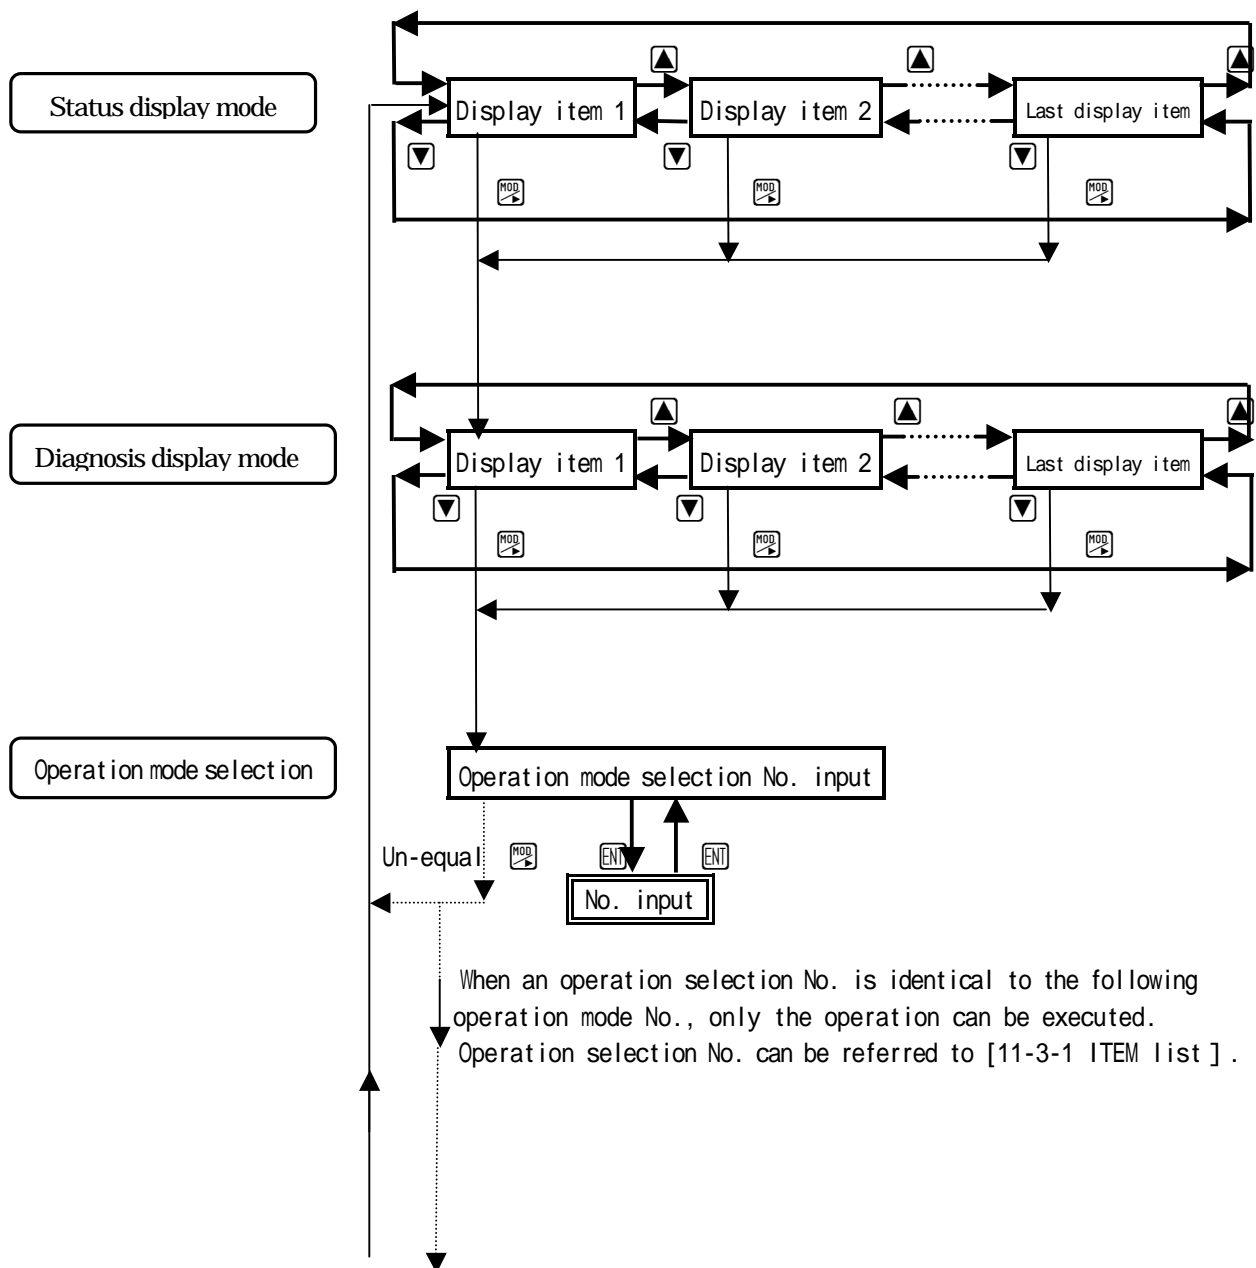 Status display mode
Display item 1
Display item 2
Last display item
MOD
MOD
MOD
Diagnosis display mode
Display item 1
Display item 2
Last display item
MOD
MOD
MOD
Operation mode selection
Operation mode selection No. input
Un-equal
MOD
ENT
ENT
No. input
When an operation selection No. is identical to the following
operation mode No., only the operation can be executed.
Operation selection No. can be referred to [11-3-1 ITEM list ] .